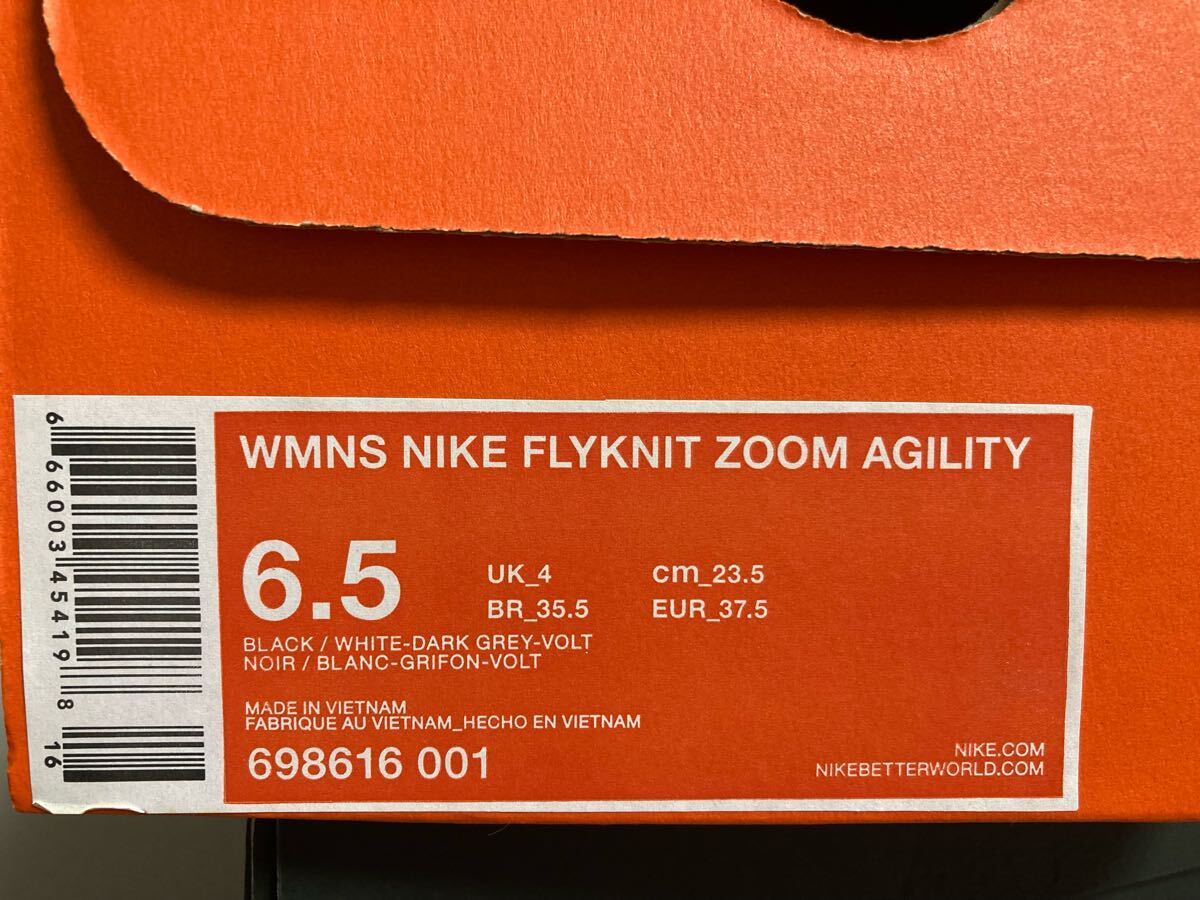 WMNS NIKE FLYKNIT ZOOM AGILITY
6.5
UK_4 cm_23.5
BR_35.5 EUR_37.5
BLACK / WHITE-DARK GREY-VOLT
NOIR / BLANC-GRIFON-VOLT
MADE IN VIETNAM
FABRIQUE AU VIETNAM_HECHO EN VIETNAM
698616 001
NIKE.COM
NIKEBETTERWORLD.COM
6 66003 45419 8 16